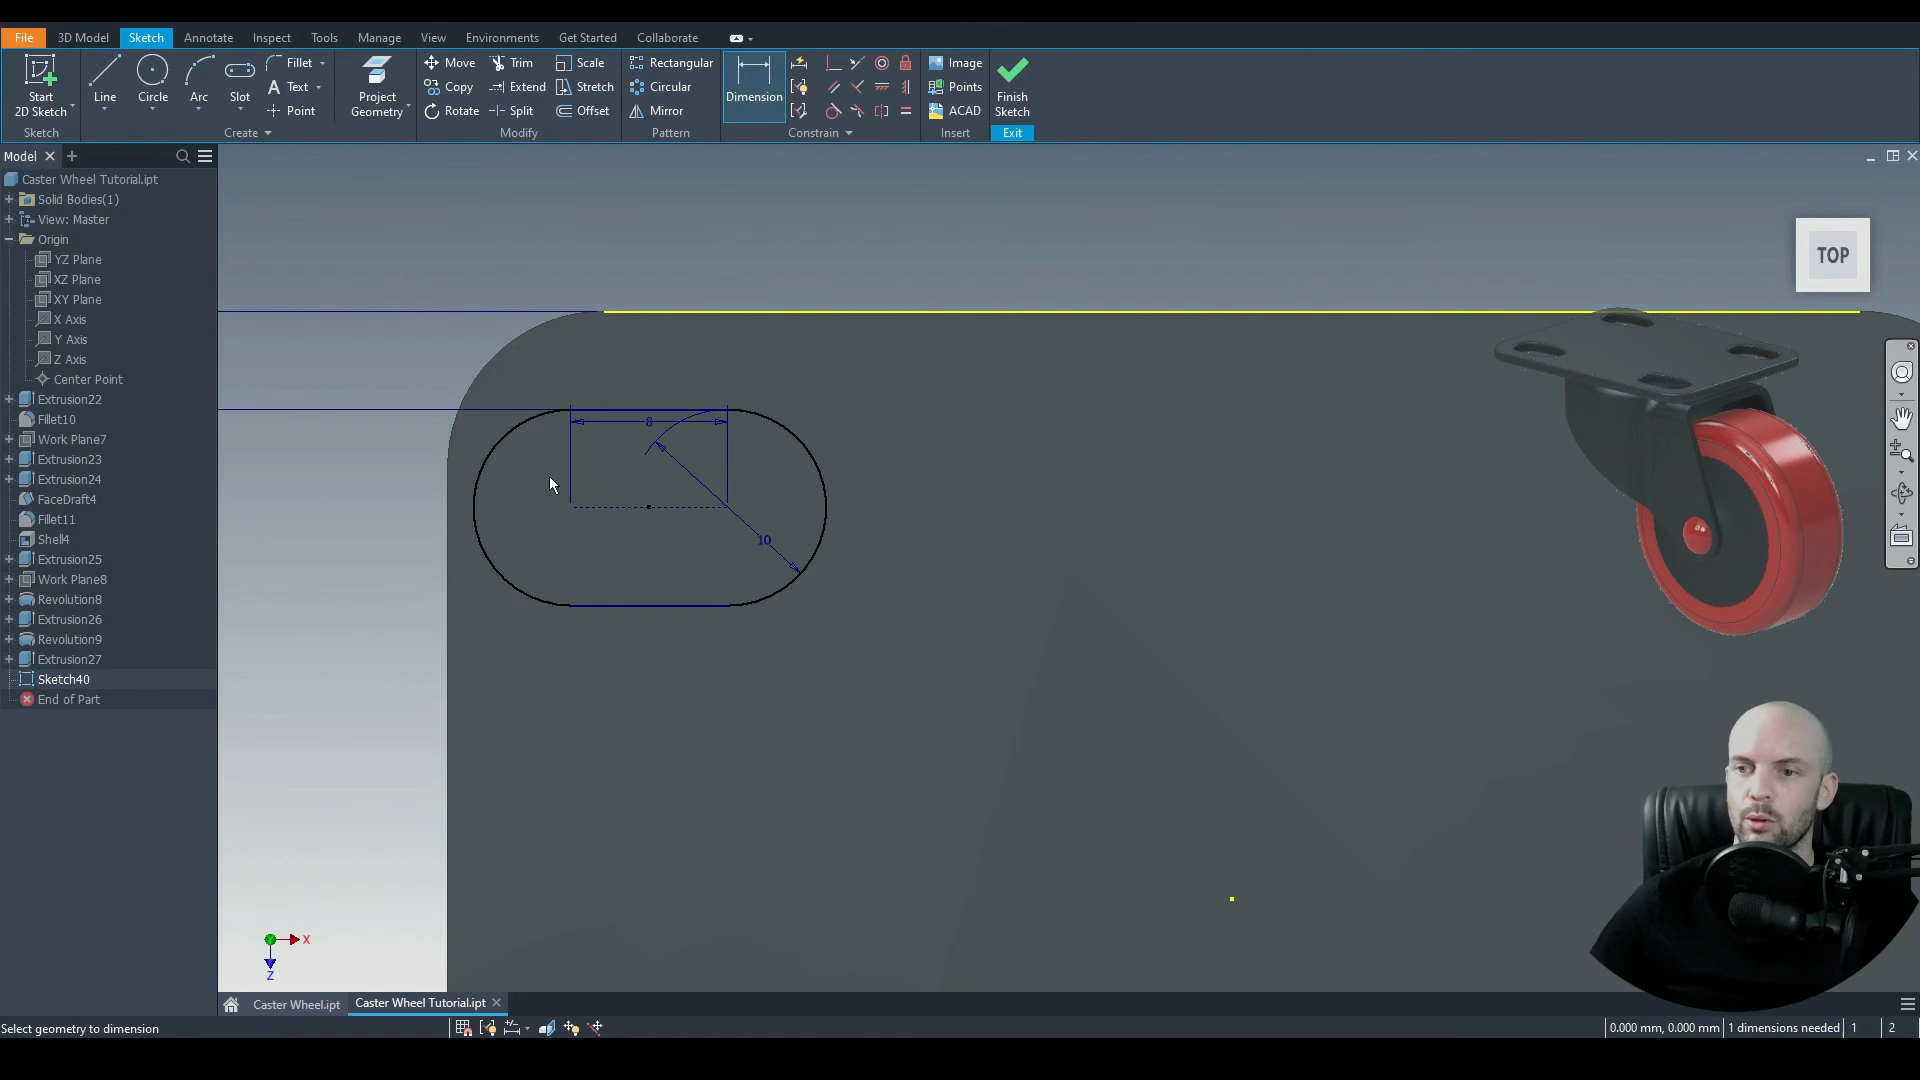 File 3D Model Sketch Annotate Inspect Tools Manage View Environments Get Started Collaborate
Start 2D Sketch
Line
Circle
Arc
Slot
Fillet
Text
Point
Project Geometry
Move
Copy
Rotate
Trim
Extend
Split
Scale
Stretch
Offset
Rectangular
Circular
Mirror
Dimension
Image
Points
ACAD
Finish Sketch
Sketch Create Modify Pattern Constrain Insert Exit
Model
Caster Wheel Tutorial.ipt
Solid Bodies(1)
View: Master
Origin
YZ Plane
XZ Plane
XY Plane
X Axis
Y Axis
Z Axis
Center Point
Extrusion22
Fillet10
Work Plane7
Extrusion23
Extrusion24
FaceDraft4
Fillet11
Shell4
Extrusion25
Work Plane8
Revolution8
Extrusion26
Revolution9
Extrusion27
Sketch40
End of Part
TOP
8
10
X
Z
Caster Wheel.ipt Caster Wheel Tutorial.ipt
Select geometry to dimension
0.000 mm, 0.000 mm 1 dimensions needed 1 2